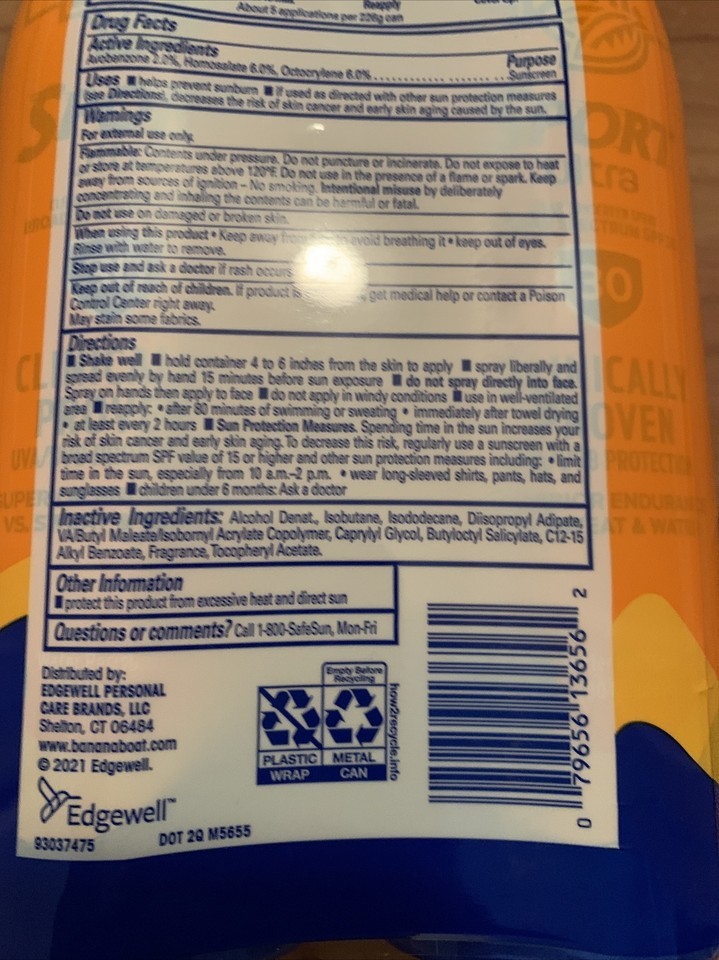 Reapply
About 5 applications per 226g can
Drug Facts
Active Ingredients Purpose
Avobenzone 2.0%, Homosalate 6.0%, Octocrylene 6.0%.................... Sunscreen
Uses ■ helps prevent sunburn ■ if used as directed with other sun protection measures
(see Directions), decreases the risk of skin cancer and early skin aging caused by the sun.
Warnings
For external use only.
Flammable: Contents under pressure. Do not puncture or incinerate. Do not expose to heat
or store at temperatures above 120°F. Do not use in the presence of a flame or spark. Keep
away from sources of ignition – No smoking. Intentional misuse by deliberately
concentrating and inhaling the contents can be harmful or fatal.
Do not use on damaged or broken skin.
When using this product • Keep away from to avoid breathing it • keep out of eyes.
Rinse with water to remove.
Stop use and ask a doctor if rash occurs
Keep out of reach of children. If product is , get medical help or contact a Poison
Control Center right away.
May stain some fabrics.
Directions
■ Shake well ■ hold container 4 to 6 inches from the skin to apply ■ spray liberally and
spread evenly by hand 15 minutes before sun exposure ■ do not spray directly into face.
Spray on hands then apply to face ■ do not apply in windy conditions ■ use in well-ventilated
area ■ reapply: • after 80 minutes of swimming or sweating • immediately after towel drying
• at least every 2 hours ■ Sun Protection Measures. Spending time in the sun increases your
risk of skin cancer and early skin aging. To decrease this risk, regularly use a sunscreen with a
broad spectrum SPF value of 15 or higher and other sun protection measures including: • limit
time in the sun, especially from 10 a.m.–2 p.m. • wear long-sleeved shirts, pants, hats, and
sunglasses ■ children under 6 months: Ask a doctor
Inactive Ingredients: Alcohol Denat., Isobutane, Isododecane, Diisopropyl Adipate,
VA/Butyl Maleate/Isobornyl Acrylate Copolymer, Caprylyl Glycol, Butyloctyl Salicylate, C12-15
Alkyl Benzoate, Fragrance, Tocopheryl Acetate.
Other Information
■ protect this product from excessive heat and direct sun
Questions or comments? Call 1-800-SafeSun, Mon-Fri
Distributed by:
EDGEWELL PERSONAL
CARE BRANDS, LLC
Shelton, CT 06484
www.bananaboat.com
© 2021 Edgewell.
Edgewell™
93037475
DOT 2Q M5655
Empty Before
Recycling
PLASTIC
WRAP
METAL
CAN
how2recycle.info
0 79656 13656 2
ORT
tra
30
ICALLY
OVEN
PROTECTION
ENDURANCE
EAT & WATER
CL
P
UVA/
SUPER
VS. S